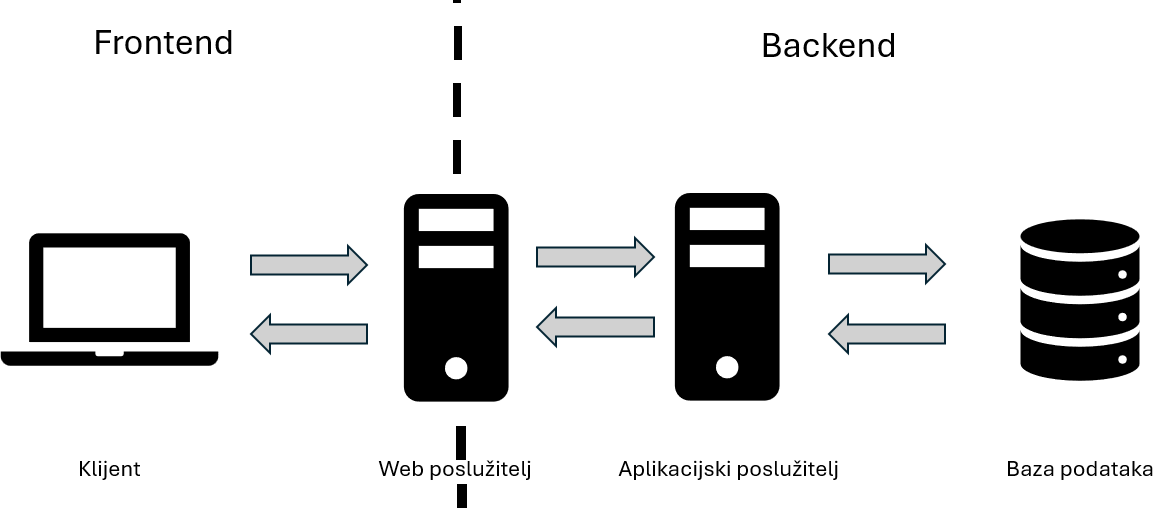 Frontend
Backend
Klijent
Web poslužitelj
Aplikacijski poslužitelj
Baza podataka